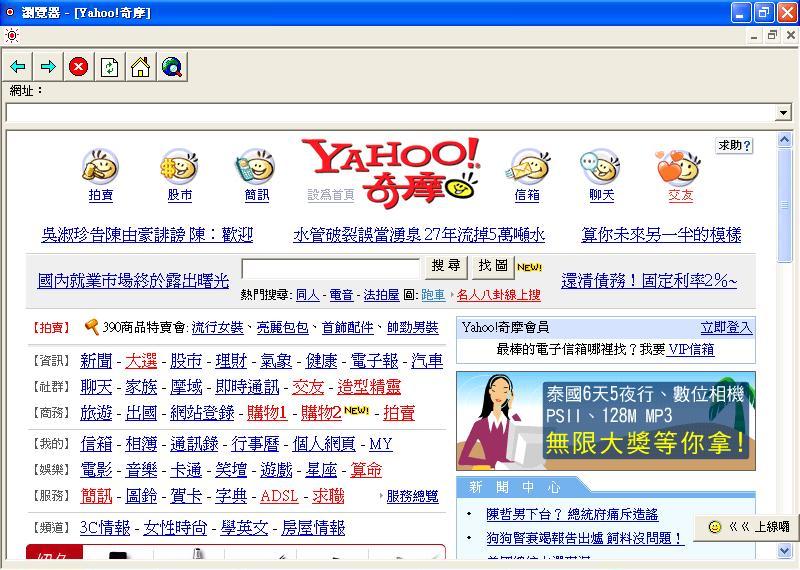 瀏覽器 - [Yahoo!奇摩]
網址：
拍賣 股市 簡訊 設為首頁 YAHOO!奇摩 信箱 聊天 交友 求助?
吳淑珍告陳由豪誹謗 陳：歡迎 水管破裂誤當湧泉 27年流掉5萬噸水 算你未來另一半的模樣
國內就業市場終於露出曙光 搜尋 找圖 NEW! 還清債務！固定利率2%~
熱門搜尋: 同人 - 電音 - 法拍屋 圖: 跑車 名人八卦線上搜
【拍賣】 390商品特賣會: 流行女裝、亮麗包包、首飾配件、帥勁男裝
【資訊】 新聞 - 大選 - 股市 - 理財 - 氣象 - 健康 - 電子報 - 汽車
【社群】 聊天 - 家族 - 摩域 - 即時通訊 - 交友 - 造型精靈
【商務】 旅遊 - 出國 - 網站登錄 - 購物1 - 購物2 NEW! - 拍賣
【我的】 信箱 - 相簿 - 通訊錄 - 行事曆 - 個人網頁 - MY
【娛樂】 電影 - 音樂 - 卡通 - 笑壇 - 遊戲 - 星座 - 算命
【服務】 簡訊 - 圖鈴 - 賀卡 - 字典 - ADSL - 求職 服務總覽
【頻道】 3C情報 - 女性時尚 - 學英文 - 房屋情報
Yahoo!奇摩會員 立即登入
最棒的電子信箱哪裡找？我要 VIP信箱
泰國6天5夜行、數位相機
PSII、128M MP3
無限大獎等你拿！
新聞中心
• 陳哲男下台？ 總統府痛斥造謠
• 狗狗腎衰竭報告出爐 飼料沒問題！
《《 上線囉